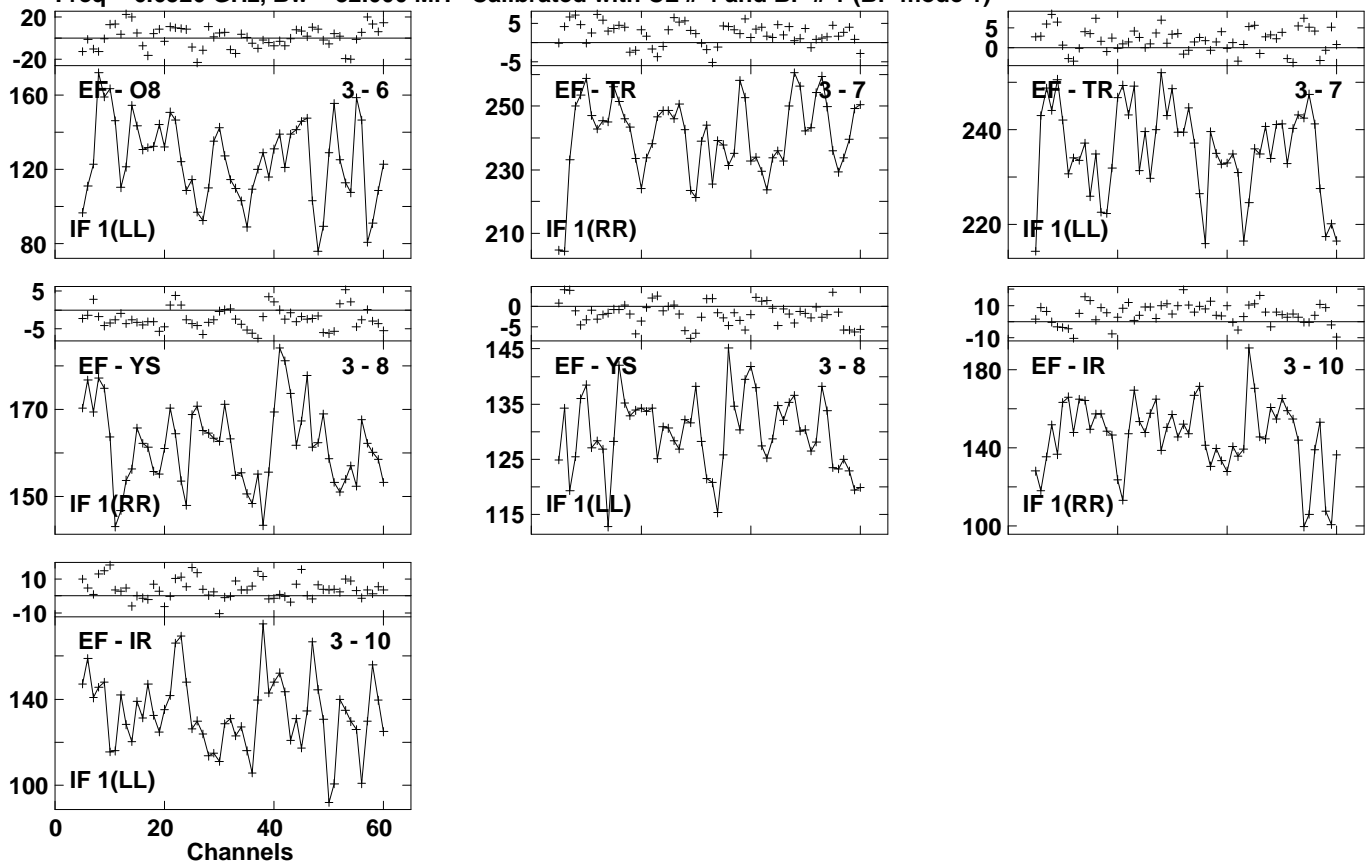 20
-20
160
120
80
EF - O8
3 - 6
IF 1(LL)
5
-5
250
230
210
EF - TR
3 - 7
IF 1(RR)
5
0
240
220
EF - TR
3 - 7
IF 1(LL)
5
-5
170
150
EF - YS
3 - 8
IF 1(RR)
0
-5
145
135
125
115
EF - YS
3 - 8
IF 1(LL)
10
-10
180
140
100
EF - IR
3 - 10
IF 1(RR)
10
-10
140
100
EF - IR
3 - 10
IF 1(LL)
0 20 40 60
Channels